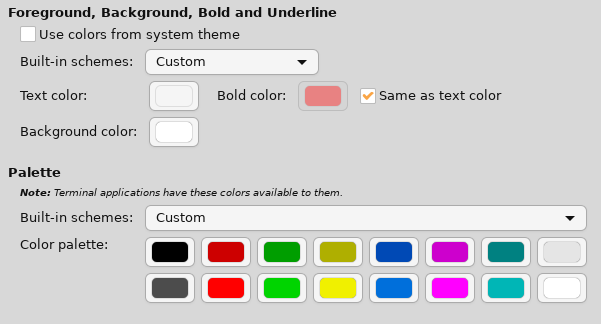 Foreground, Background, Bold and Underline
Use colors from system theme
Built-in schemes: Custom
Text color: Bold color: Same as text color
Background color:
Palette
Note: Terminal applications have these colors available to them.
Built-in schemes: Custom
Color palette: